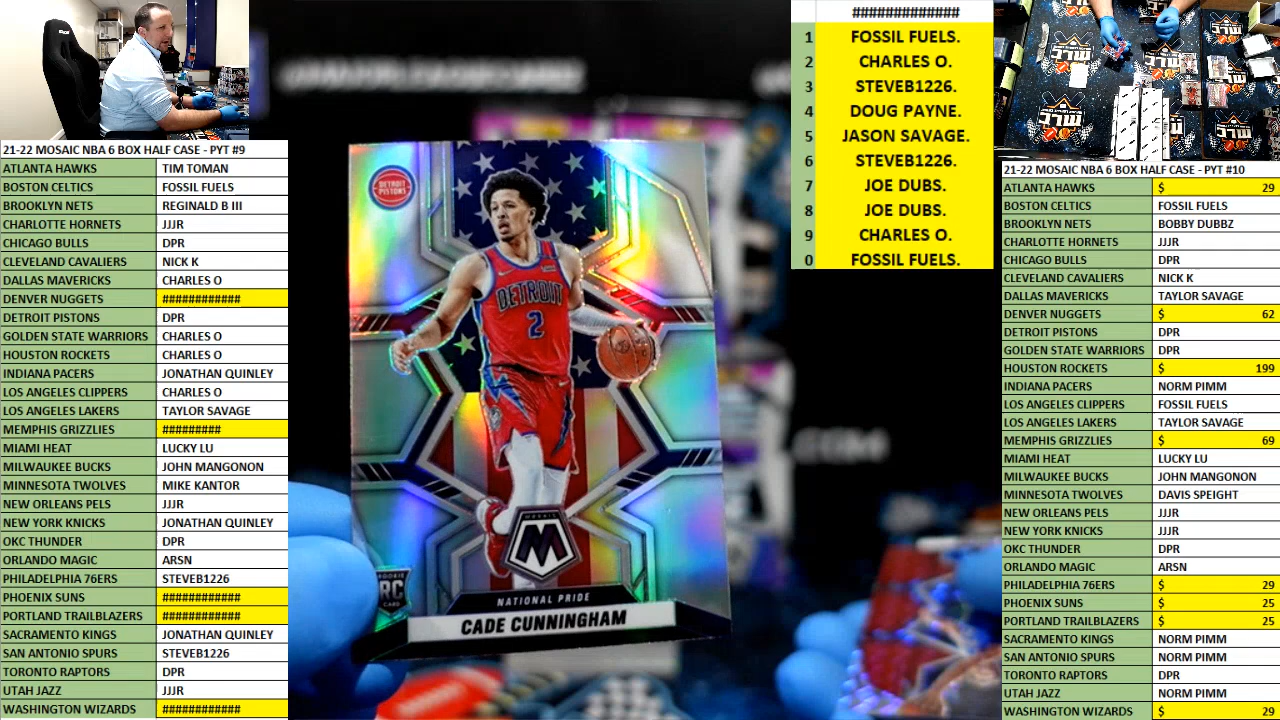 #############
1 FOSSIL FUELS.
2 CHARLES O.
3 STEVEB1226.
4 DOUG PAYNE.
5 JASON SAVAGE.
6 STEVEB1226.
7 JOE DUBS.
8 JOE DUBS.
9 CHARLES O.
0 FOSSIL FUELS.
21-22 MOSAIC NBA 6 BOX HALF CASE - PYT #9
ATLANTA HAWKS TIM TOMAN
BOSTON CELTICS FOSSIL FUELS
BROOKLYN NETS REGINALD B III
CHARLOTTE HORNETS JJJR
CHICAGO BULLS DPR
CLEVELAND CAVALIERS NICK K
DALLAS MAVERICKS CHARLES O
DENVER NUGGETS ############
DETROIT PISTONS DPR
GOLDEN STATE WARRIORS CHARLES O
HOUSTON ROCKETS CHARLES O
INDIANA PACERS JONATHAN QUINLEY
LOS ANGELES CLIPPERS CHARLES O
LOS ANGELES LAKERS TAYLOR SAVAGE
MEMPHIS GRIZZLIES #########
MIAMI HEAT LUCKY LU
MILWAUKEE BUCKS JOHN MANGONON
MINNESOTA TWOLVES MIKE KANTOR
NEW ORLEANS PELS JJJR
NEW YORK KNICKS JONATHAN QUINLEY
OKC THUNDER DPR
ORLANDO MAGIC ARSN
PHILADELPHIA 76ERS STEVEB1226
PHOENIX SUNS ############
PORTLAND TRAILBLAZERS ############
SACRAMENTO KINGS JONATHAN QUINLEY
SAN ANTONIO SPURS STEVEB1226
TORONTO RAPTORS DPR
UTAH JAZZ JJJR
WASHINGTON WIZARDS ############
DETROIT
PISTONS
DETROIT
2
MOSAIC
M
ROOKIE
RC
CARD
NATIONAL PRIDE
CADE CUNNINGHAM
MLC
MLC
MLC
21-22 MOSAIC NBA 6 BOX HALF CASE - PYT #10
ATLANTA HAWKS $ 29
BOSTON CELTICS FOSSIL FUELS
BROOKLYN NETS BOBBY DUBBZ
CHARLOTTE HORNETS JJJR
CHICAGO BULLS DPR
CLEVELAND CAVALIERS NICK K
DALLAS MAVERICKS TAYLOR SAVAGE
DENVER NUGGETS $ 62
DETROIT PISTONS DPR
GOLDEN STATE WARRIORS DPR
HOUSTON ROCKETS $ 199
INDIANA PACERS NORM PIMM
LOS ANGELES CLIPPERS FOSSIL FUELS
LOS ANGELES LAKERS TAYLOR SAVAGE
MEMPHIS GRIZZLIES $ 69
MIAMI HEAT LUCKY LU
MILWAUKEE BUCKS JOHN MANGONON
MINNESOTA TWOLVES DAVIS SPEIGHT
NEW ORLEANS PELS JJJR
NEW YORK KNICKS JJJR
OKC THUNDER DPR
ORLANDO MAGIC ARSN
PHILADELPHIA 76ERS $ 29
PHOENIX SUNS $ 25
PORTLAND TRAILBLAZERS $ 25
SACRAMENTO KINGS NORM PIMM
SAN ANTONIO SPURS NORM PIMM
TORONTO RAPTORS DPR
UTAH JAZZ NORM PIMM
WASHINGTON WIZARDS $ 29